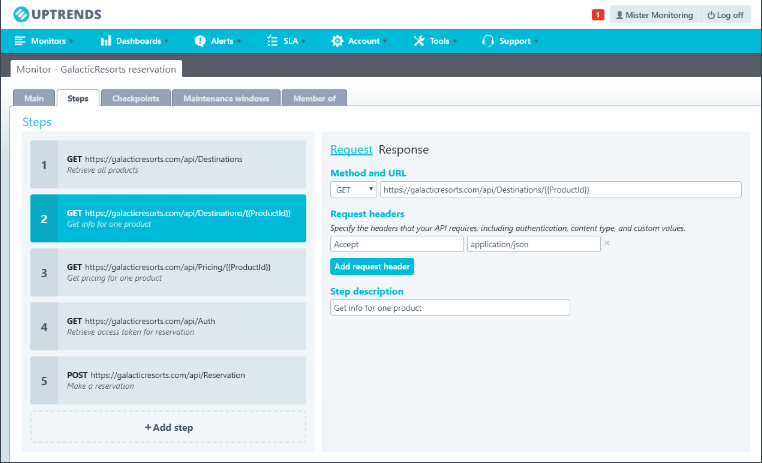 UPTRENDS
1
Mister Monitoring
Log off
Monitors
Dashboards
Alerts
SLA
Account
Tools
Support
Monitor - GalacticResorts reservation
Main
Steps
Checkpoints
Maintenance windows
Member of
Steps
1
GET https://galacticresorts.com/api/Destinations
Retrieve all products
2
GET https://galacticresorts.com/api/Destinations/{{ProductId}}
Get info for one product
3
GET https://galacticresorts.com/api/Pricing/{{ProductId}}
Get pricing for one product
4
GET https://galacticresorts.com/api/Auth
Retrieve access token for reservation
5
POST https://galacticresorts.com/api/Reservation
Make a reservation
+ Add step
Request Response
Method and URL
GET https://galacticresorts.com/api/Destinations/{{ProductId}}
Request headers
Specify the headers that your API requires, including authentication, content type, and custom values.
Accept application/json ×
Add request header
Step description
Get info for one product